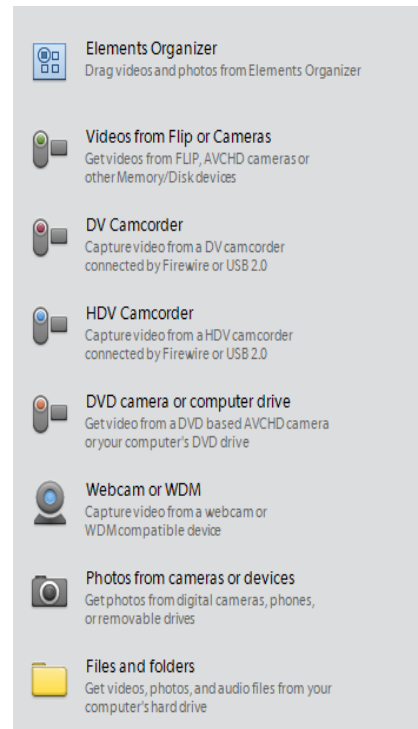 Elements Organizer
Drag videos and photos from Elements Organizer
Videos from Flip or Cameras
Get videos from FLIP, AVCHD cameras or
other Memory/Disk devices
DV Camcorder
Capture video from a DV camcorder
connected by Firewire or USB 2.0
HDV Camcorder
Capture video from a HDV camcorder
connected by Firewire or USB 2.0
DVD camera or computer drive
Get video from a DVD based AVCHD camera
or your computer's DVD drive
Webcam or WDM
Capture video from a webcam or
WDM compatible device
Photos from cameras or devices
Get photos from digital cameras, phones,
or removable drives
Files and folders
Get videos, photos, and audio files from your
computer's hard drive